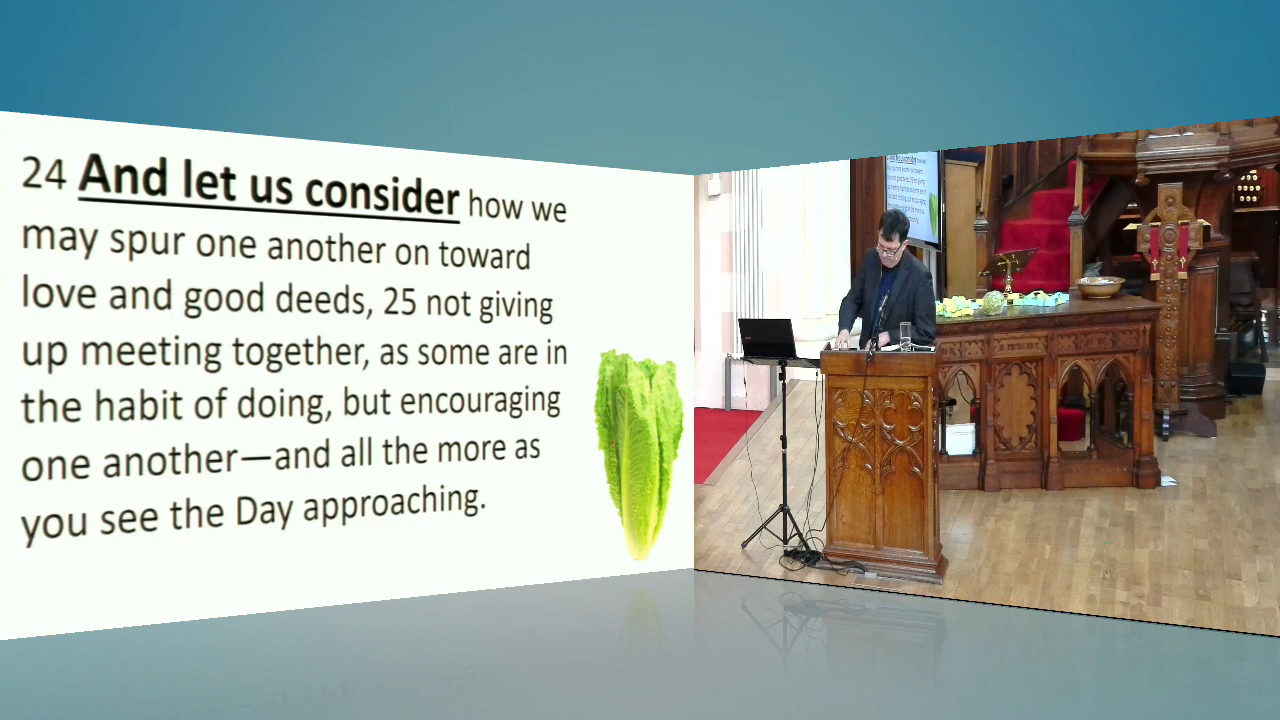 24 And let us consider how we
may spur one another on toward
love and good deeds, 25 not giving
up meeting together, as some are in
the habit of doing, but encouraging
one another—and all the more as
you see the Day approaching.